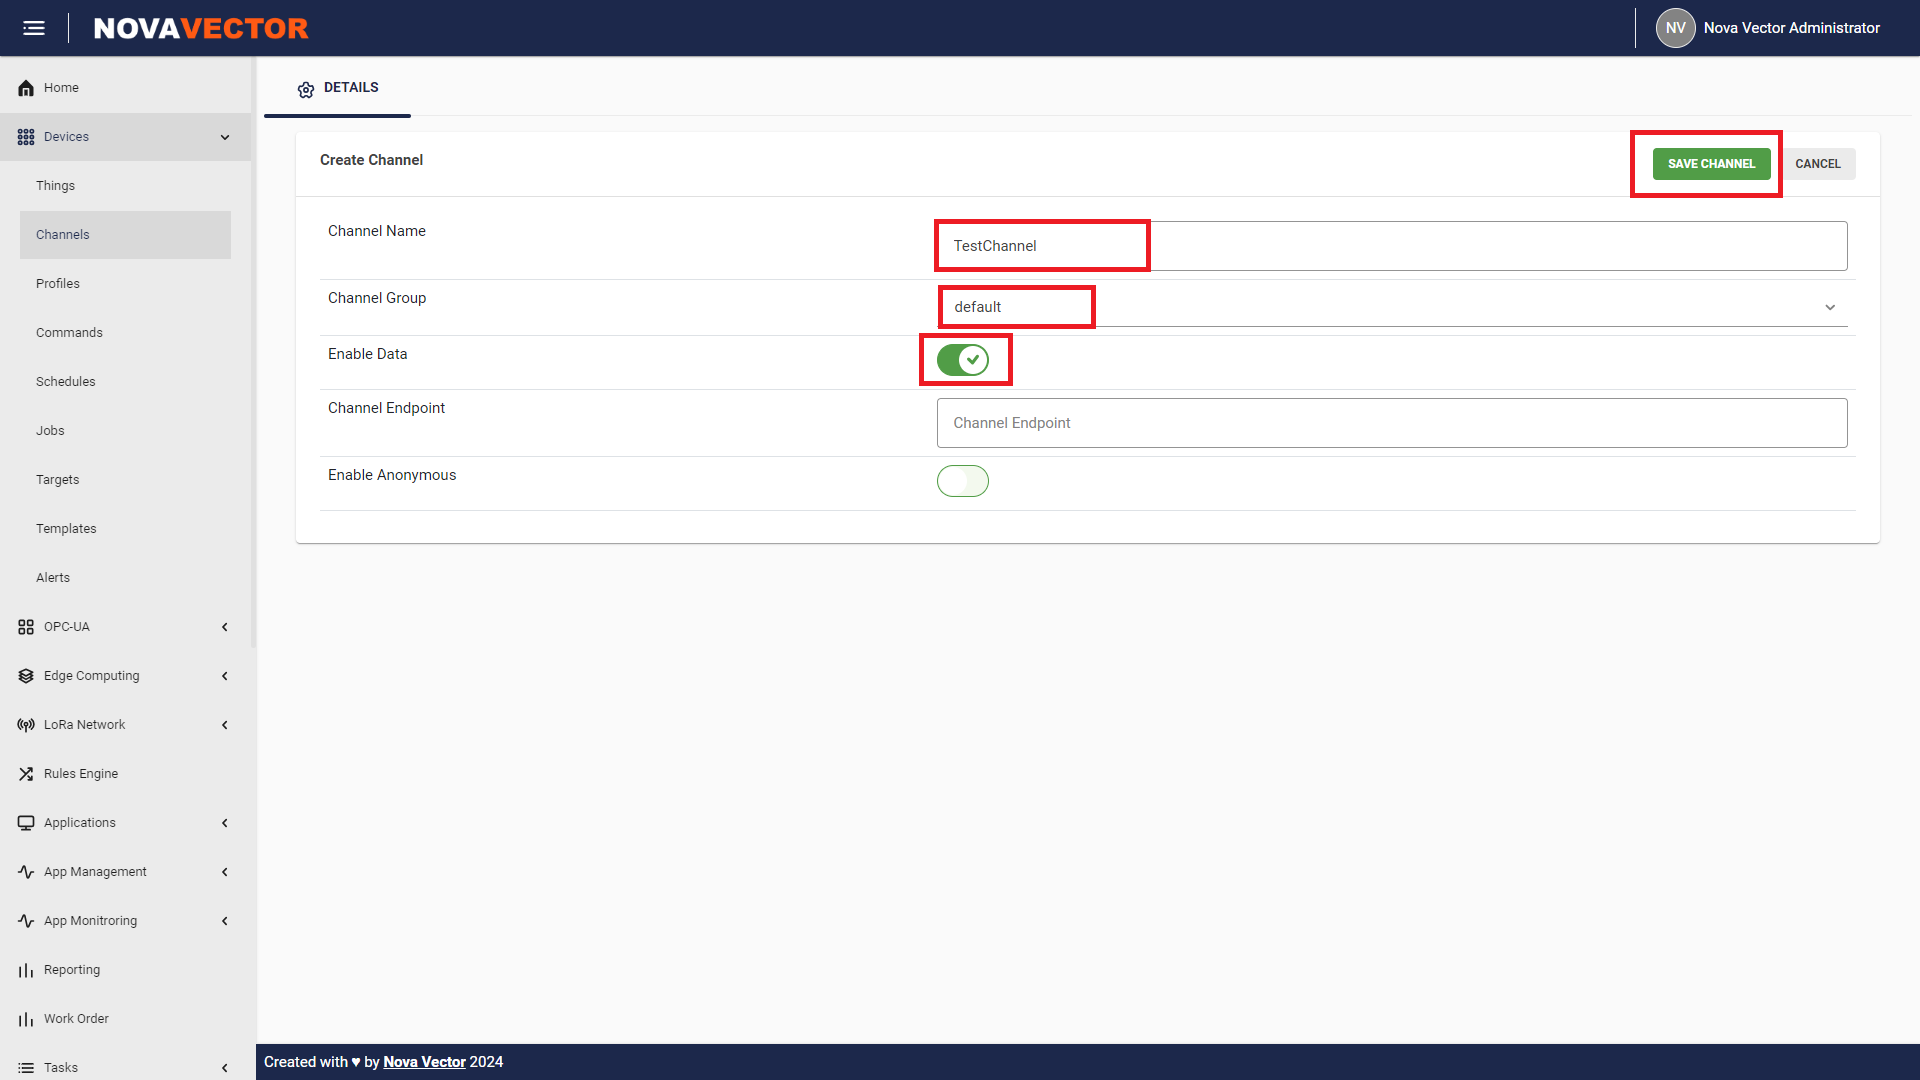 NOVAVECTOR
NV Nova Vector Administrator
Home
Devices
Things
Channels
Profiles
Commands
Schedules
Jobs
Targets
Templates
Alerts
OPC-UA
Edge Computing
LoRa Network
Rules Engine
Applications
App Management
App Monitroring
Reporting
Work Order
Tasks
DETAILS
Create Channel
SAVE CHANNEL CANCEL
Channel Name TestChannel
Channel Group default
Enable Data
Channel Endpoint Channel Endpoint
Enable Anonymous
Created with ♥ by Nova Vector 2024